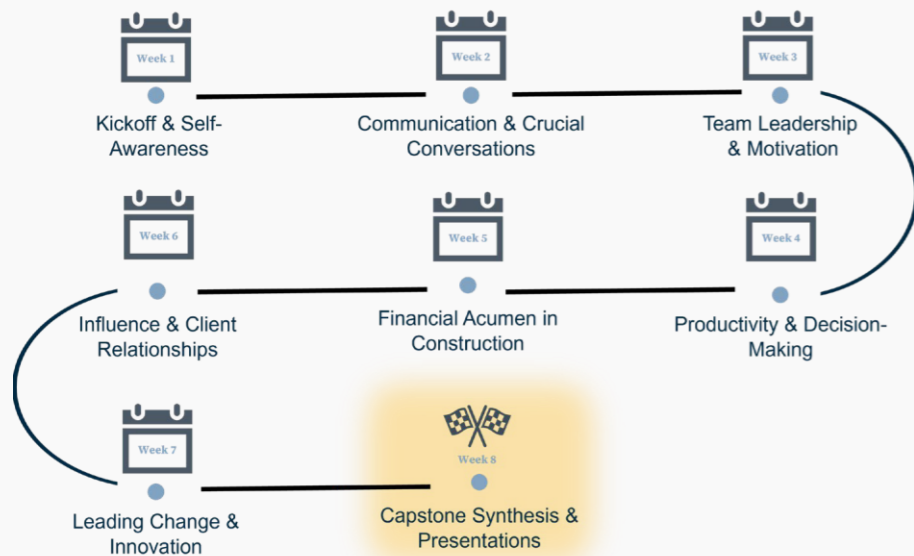 Week 1
Kickoff & Self-
Awareness
Week 2
Communication & Crucial
Conversations
Week 3
Team Leadership
& Motivation
Week 4
Productivity & Decision-
Making
Week 5
Financial Acumen in
Construction
Week 6
Influence & Client
Relationships
Week 7
Leading Change &
Innovation
Week 8
Capstone Synthesis &
Presentations